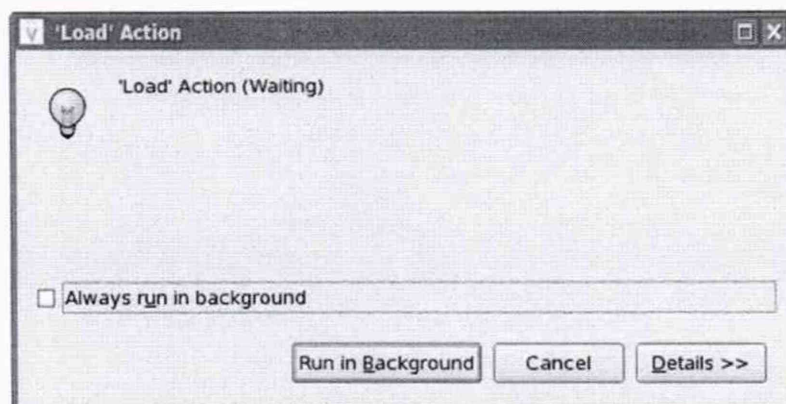 'Load' Action
'Load' Action (Waiting)
Always run in background
Run in Background
Cancel
Details >>